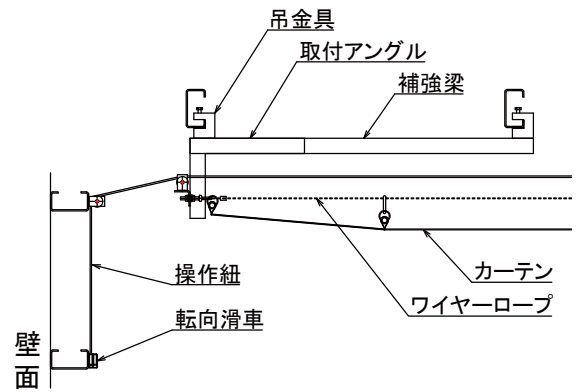 吊金具
取付アングル
補強梁
カーテン
ワイヤーロープ
操作紐
転向滑車
壁面